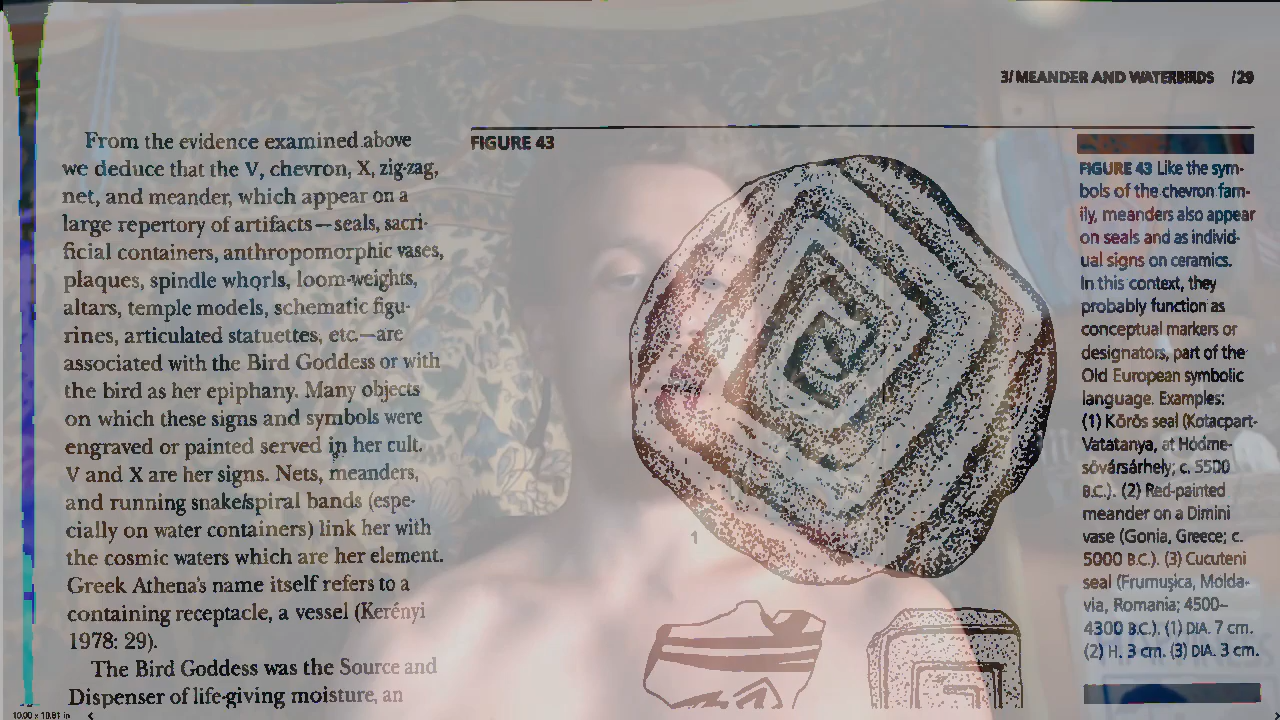 3/MEANDER AND WATERBIRDS /29
From the evidence examined above
we deduce that the V, chevron, X, zig-zag,
net, and meander, which appear on a
large repertory of artifacts—seals, sacri-
ficial containers, anthropomorphic vases,
plaques, spindle whorls, loom-weights,
altars, temple models, schematic figu-
rines, articulated statuettes, etc—are
associated with the Bird Goddess or with
the bird as her epiphany. Many objects
on which these signs and symbols were
engraved or painted served in her cult.
V and X are her signs. Nets, meanders,
and running snake/spiral bands (espe-
cially on water containers) link her with
the cosmic waters which are her element.
Greek Athena's name itself refers to a
containing receptacle, a vessel (Kerényi
1978: 29).
The Bird Goddess was the Source and
Dispenser of life-giving moisture, an
FIGURE 43
1
FIGURE 43 Like the sym-
bols of the chevron fam-
ily, meanders also appear
on seals and as individ-
ual signs on ceramics.
In this context, they
probably function as
conceptual markers or
designators, part of the
Old European symbolic
language. Examples:
(1) Körös seal (Kotacpart-
Vatatanya, at Hódme-
sóvársárhely; c. 5500
B.C.). (2) Red-painted
meander on a Dimini
vase (Gonia, Greece; c.
5000 B.C.). (3) Cucuteni
seal (Frumuşica, Molda-
via, Romania; 4500–
4300 B.C.). (1) DIA. 7 cm.
(2) H. 3 cm. (3) DIA. 3 cm.
10.00 x 10.81 in